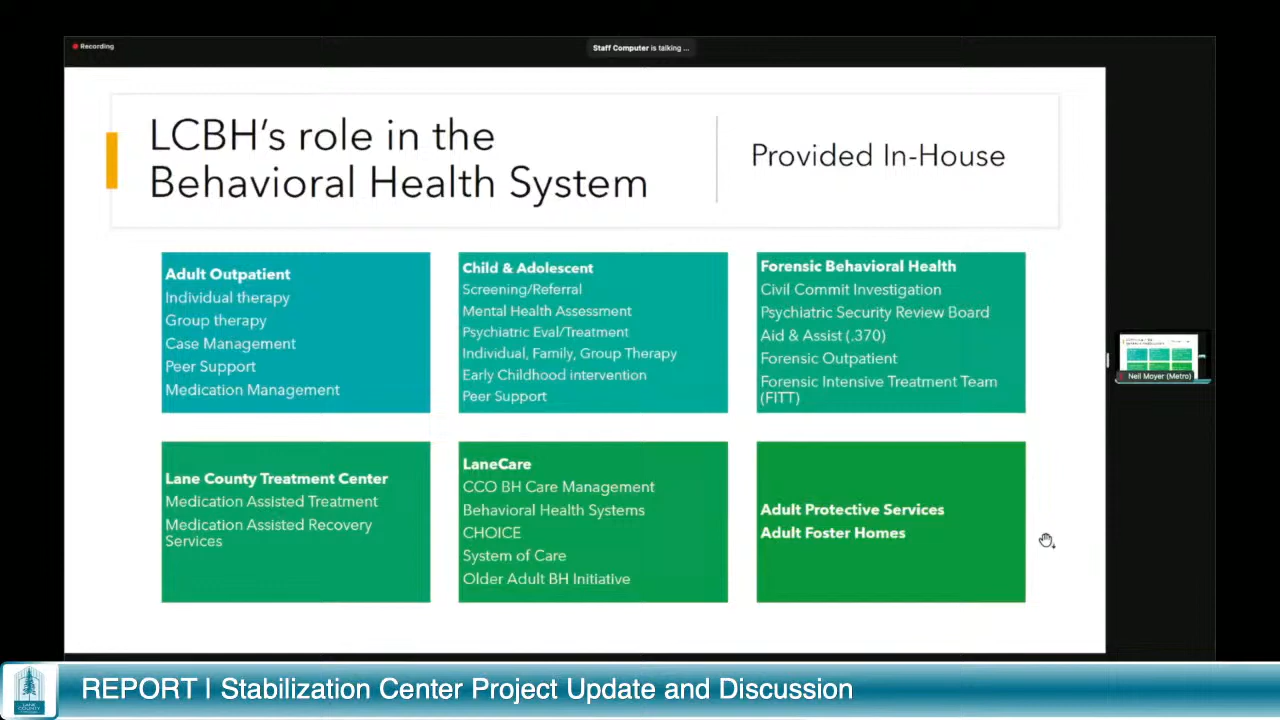 Recording
Staff Computer is talking ...
LCBH's role in the
Behavioral Health System
Provided In-House
Adult Outpatient
Individual therapy
Group therapy
Case Management
Peer Support
Medication Management
Child & Adolescent
Screening/Referral
Mental Health Assessment
Psychiatric Eval/Treatment
Individual, Family, Group Therapy
Early Childhood intervention
Peer Support
Forensic Behavioral Health
Civil Commit Investigation
Psychiatric Security Review Board
Aid & Assist (.370)
Forensic Outpatient
Forensic Intensive Treatment Team
(FITT)
Lane County Treatment Center
Medication Assisted Treatment
Medication Assisted Recovery
Services
LaneCare
CCO BH Care Management
Behavioral Health Systems
CHOICE
System of Care
Older Adult BH Initiative
Adult Protective Services
Adult Foster Homes
Neil Moyer (Metro)
REPORT | Stabilization Center Project Update and Discussion
LANE
COUNTY